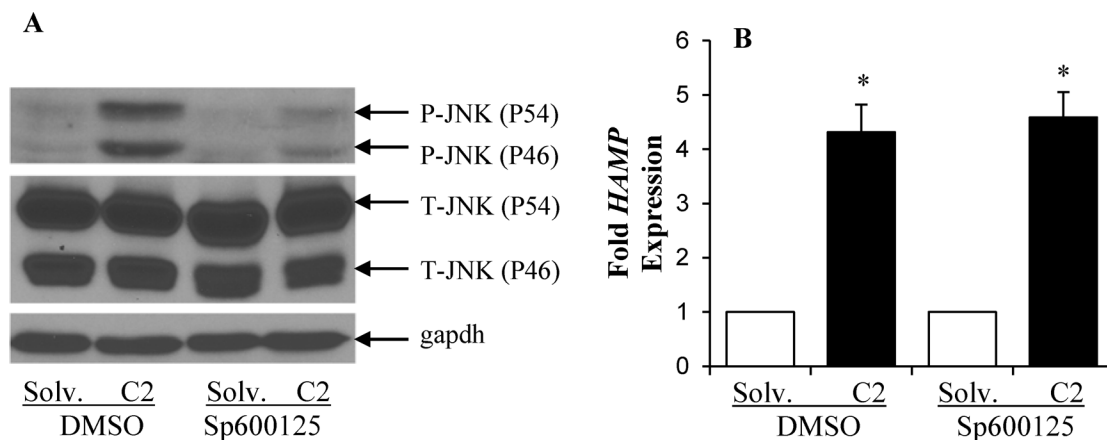 A
P-JNK (P54)
P-JNK (P46)
T-JNK (P54)
T-JNK (P46)
gapdh
Solv. C2 Solv. C2
DMSO Sp600125
B
Fold HAMP
Expression
6
5
4
3
2
1
0
*
*
Solv. C2 Solv. C2
DMSO Sp600125